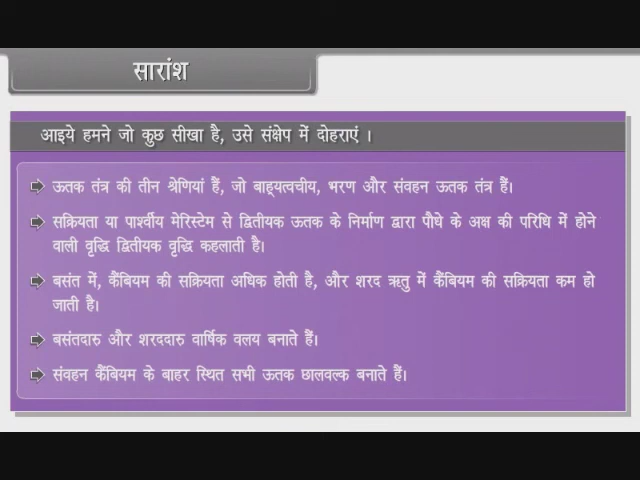 सारांश
आइये हमने जो कुछ सीखा है, उसे संक्षेप में दोहराएं ।
ऊतक तंत्र की तीन श्रेणियां हैं, जो बाह्यत्वचीय, भरण और संवहन ऊतक तंत्र हैं।
सक्रियता या पार्श्वीय मेरिस्टेम से द्वितीयक ऊतक के निर्माण द्वारा पौधे के अक्ष की परिधि में होने
वाली वृद्धि द्वितीयक वृद्धि कहलाती है।
बसंत में, कैंबियम की सक्रियता अधिक होती है, और शरद ऋतु में कैंबियम की सक्रियता कम हो
जाती है।
बसंतदारु और शरददारु वार्षिक वलय बनाते हैं।
संवहन कैंबियम के बाहर स्थित सभी ऊतक छालवल्क बनाते हैं।